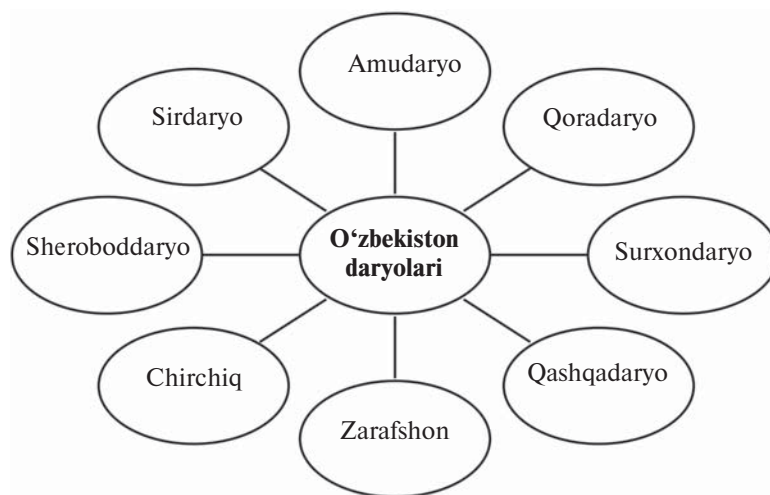 Amudaryo
Sirdaryo
Qoradaryo
Sheroboddaryo
O‘zbekiston
daryolari
Surxondaryo
Chirchiq
Qashqadaryo
Zarafshon